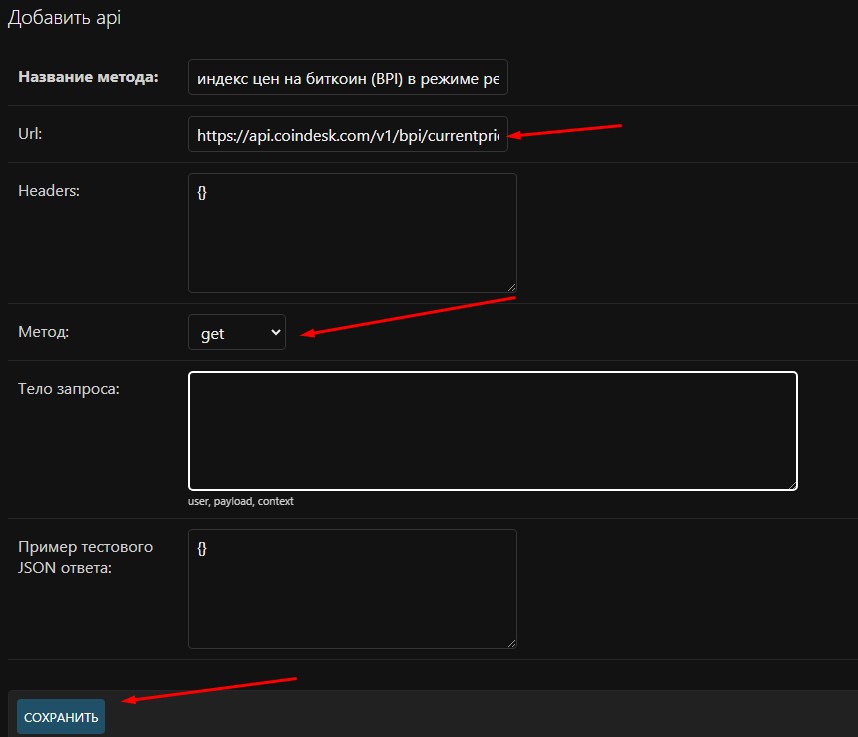 Добавить api
Название метода:
индекс цен на биткоин (BPI) в режиме ре
Url:
https://api.coindesk.com/v1/bpi/currentpri
Headers:
{}
Метод:
get
Тело запроса:
user, payload, context
Пример тестового
JSON ответа:
{}
СОХРАНИТЬ